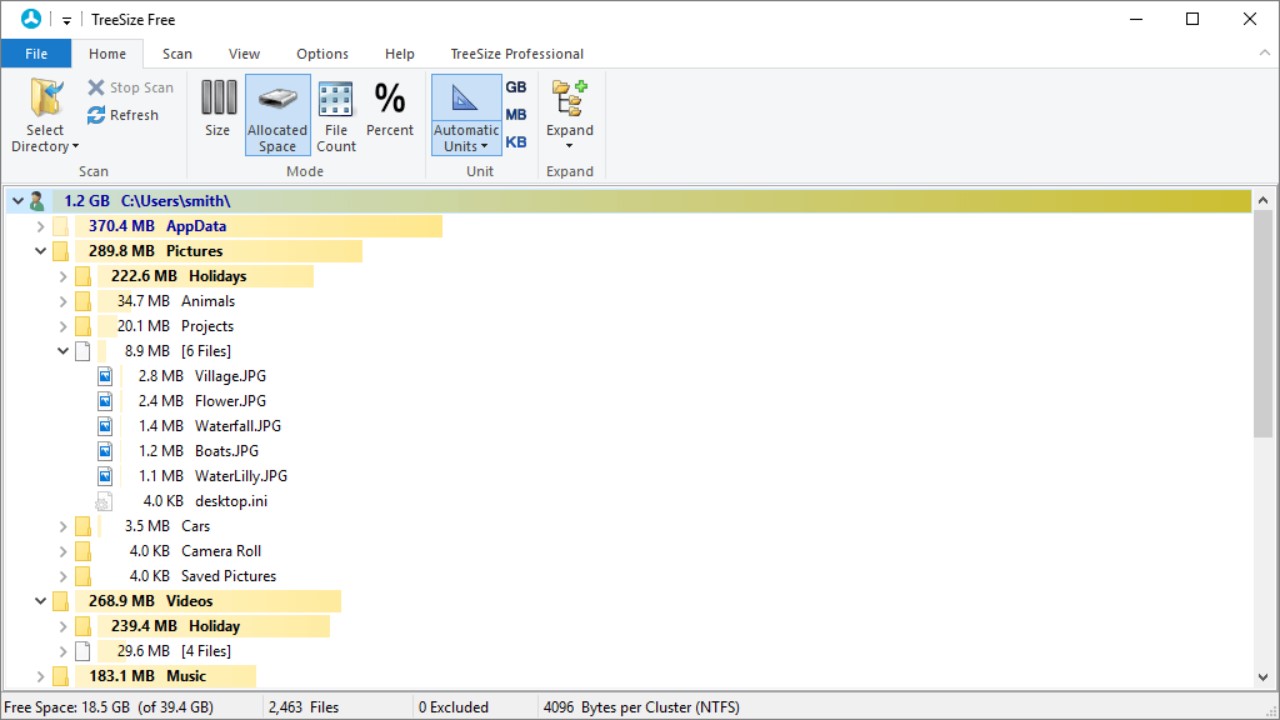 TreeSize Free
File Home Scan View Options Help TreeSize Professional
Select Directory
Stop Scan
Refresh
Scan
Size
Allocated Space
File Count
Percent
Mode
Automatic Units
GB
MB
KB
Unit
Expand
Expand
1.2 GB C:\Users\smith\
370.4 MB AppData
289.8 MB Pictures
222.6 MB Holidays
34.7 MB Animals
20.1 MB Projects
8.9 MB [6 Files]
2.8 MB Village.JPG
2.4 MB Flower.JPG
1.4 MB Waterfall.JPG
1.2 MB Boats.JPG
1.1 MB WaterLilly.JPG
4.0 KB desktop.ini
3.5 MB Cars
4.0 KB Camera Roll
4.0 KB Saved Pictures
268.9 MB Videos
239.4 MB Holiday
29.6 MB [4 Files]
183.1 MB Music
Free Space: 18.5 GB (of 39.4 GB) 2,463 Files 0 Excluded 4096 Bytes per Cluster (NTFS)